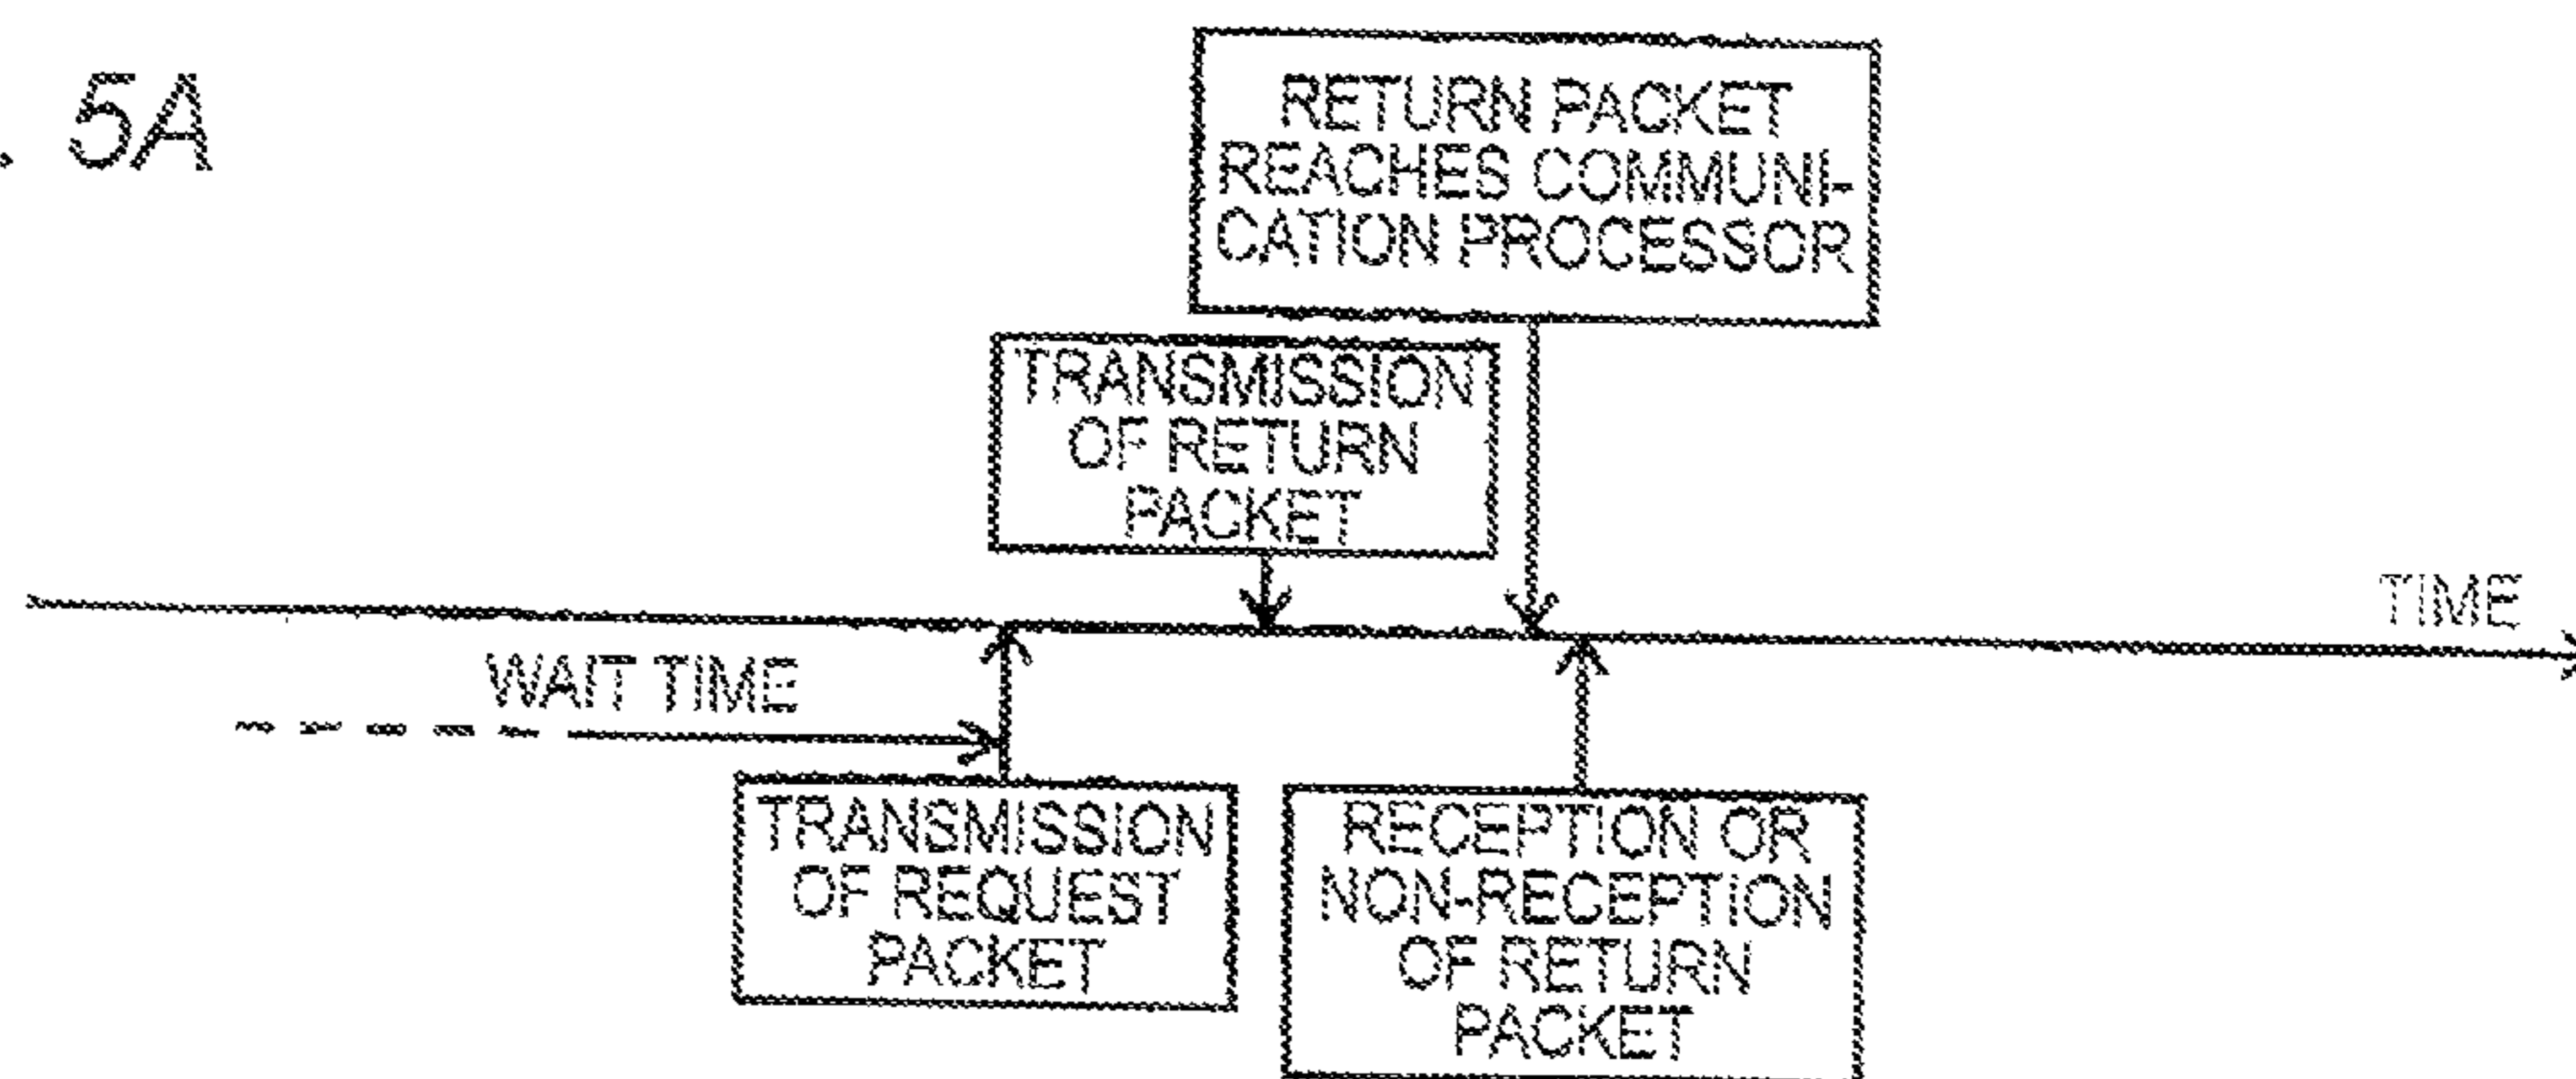 . 5A
RETURN PACKET
REACHES COMMUNI-
CATION PROCESSOR
TRANSMISSION
OF RETURN
PACKET
TIME
WAIT TIME
TRANSMISSION
OF REQUEST
PACKET
RECEPTION OR
NON-RECEPTION
OF RETURN
PACKET